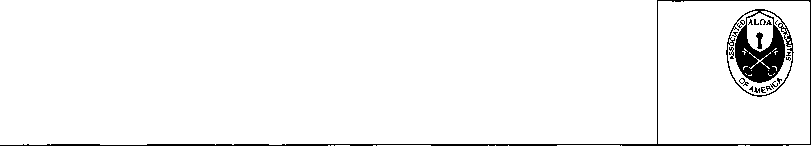 ALOA
ASSOCIATED LOCKSMITHS
OF AMERICA